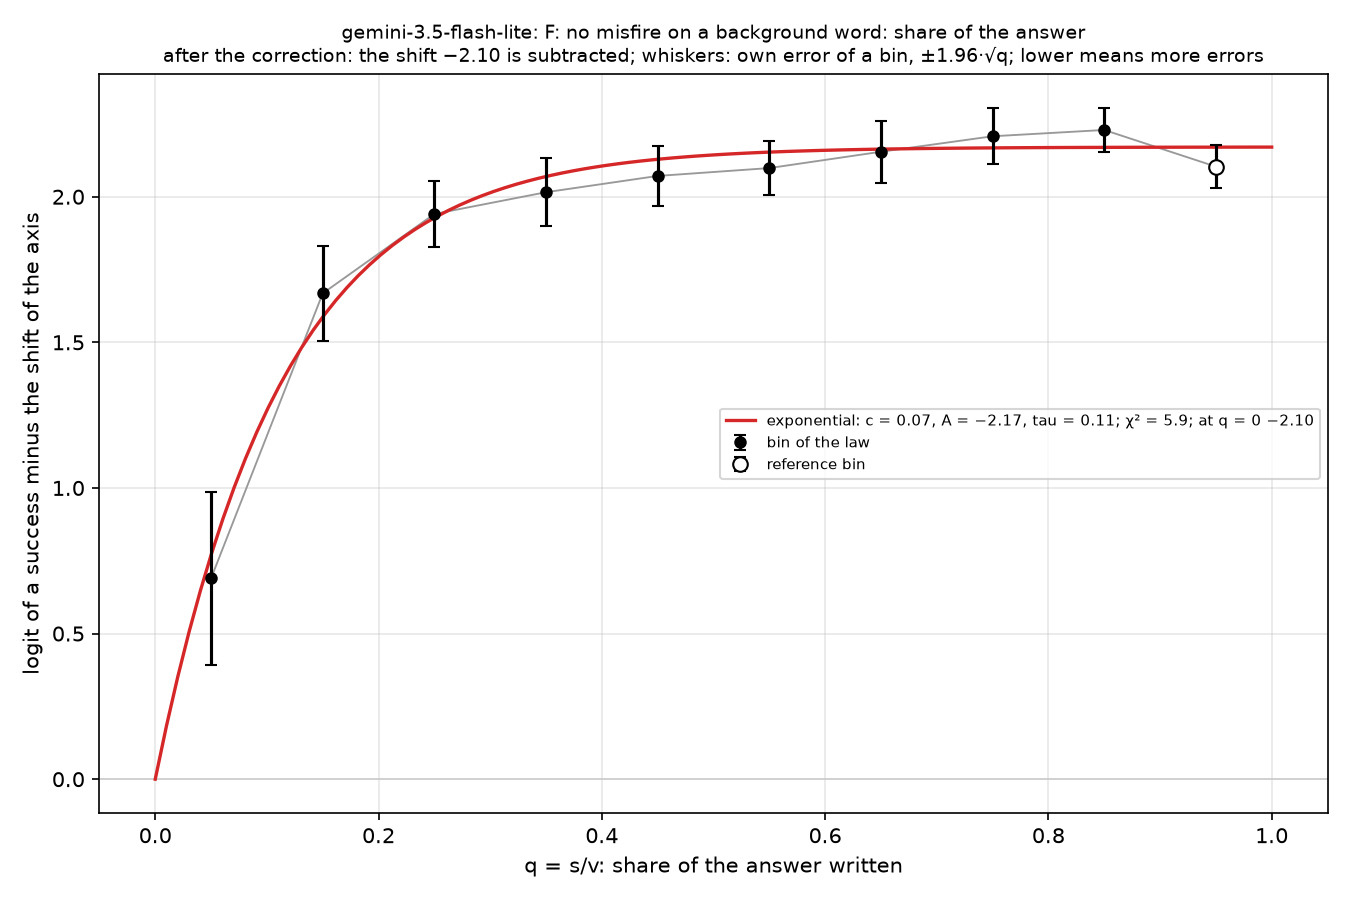 gemini-3.5-flash-lite: F: no misfire on a background word: share of the answer
after the correction: the shift −2.10 is subtracted; whiskers: own error of a bin, ±1.96·√q; lower means more errors
logit of a success minus the shift of the axis
2.0
1.5
1.0
0.5
0.0
exponential: c = 0.07, A = −2.17, tau = 0.11; χ² = 5.9; at q = 0 −2.10
bin of the law
reference bin
0.0 0.2 0.4 0.6 0.8 1.0
q = s/v: share of the answer written